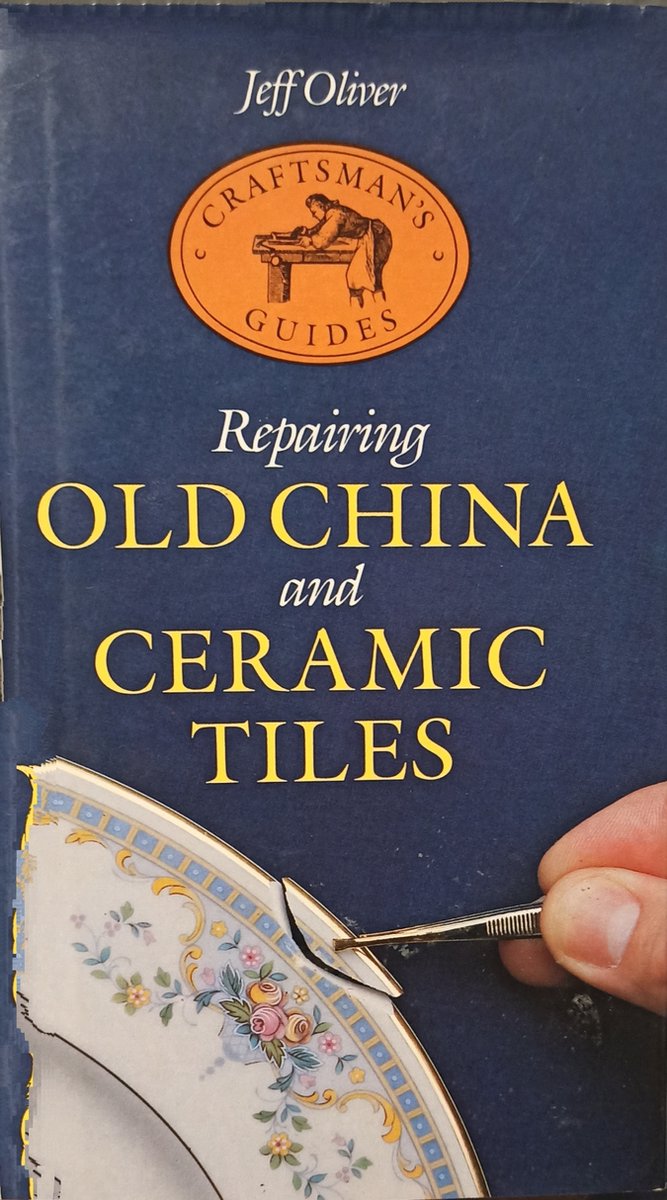 Jeff Oliver
CRAFTSMAN'S
GUIDES
Repairing
OLD CHINA
and
CERAMIC
TILES